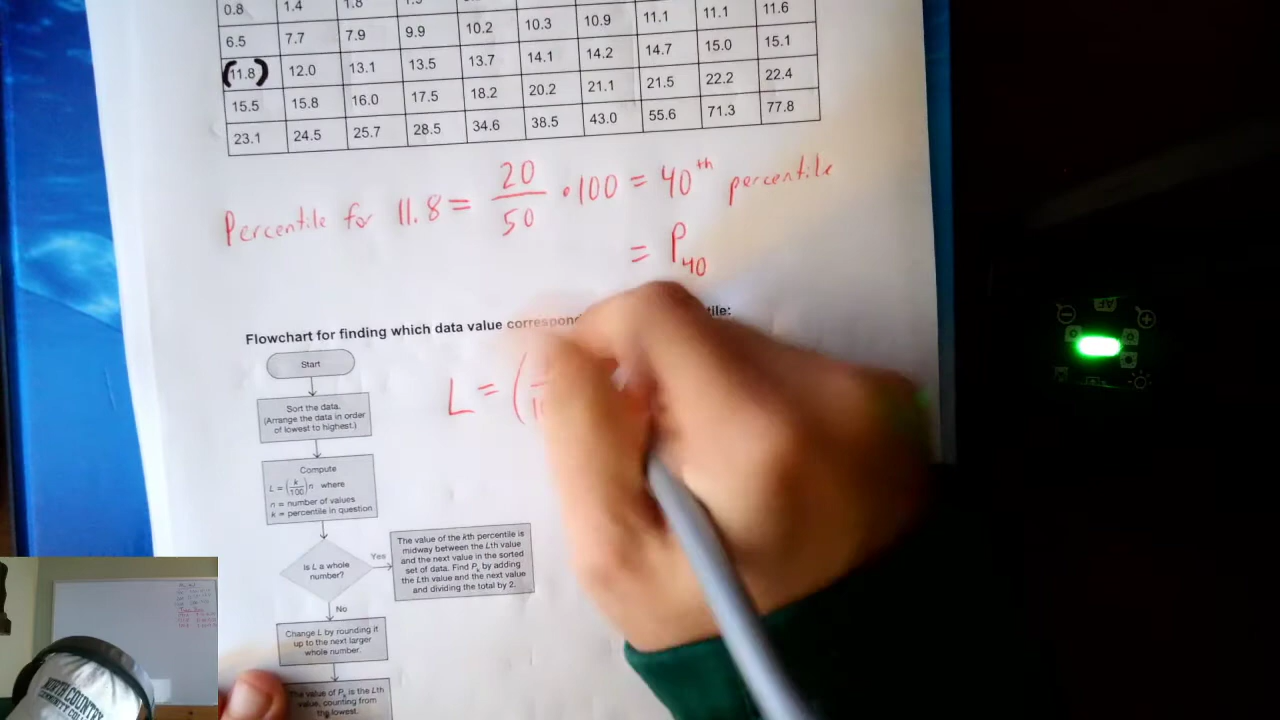 0.8 1.4 1.8
6.5 7.7 7.9 9.9 10.2 10.3 10.9 11.1 11.1 11.6
(11.8) 12.0 13.1 13.5 13.7 14.1 14.2 14.7 15.0 15.1
15.5 15.8 16.0 17.5 18.2 20.2 21.1 21.5 22.2 22.4
23.1 24.5 25.7 28.5 34.6 38.5 43.0 55.6 71.3 77.8
Percentile for 11.8 = 20/50 • 100 = 40th percentile
= P40
Flowchart for finding which data value correspond tile:
Start
Sort the data.
(Arrange the data in order
of lowest to highest.)
L = (
Compute
L = (k/100)n where
n = number of values
k = percentile in question
Is L a whole
number?
Yes
The value of the kth percentile is
midway between the Lth value
and the next value in the sorted
set of data. Find Pk by adding
the Lth value and the next value
and dividing the total by 2.
No
Change L by rounding it
up to the next larger
whole number.
The value of Pk is the Lth
value, counting from
the lowest.
NORTH COUNTRY
COMMUNITY CO
AF